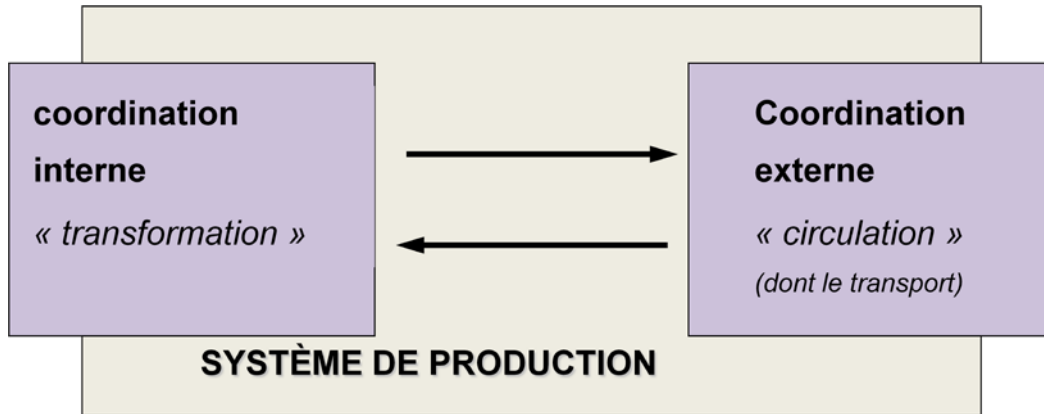 coordination
interne
« transformation »
Coordination
externe
« circulation »
(dont le transport)
SYSTÈME DE PRODUCTION